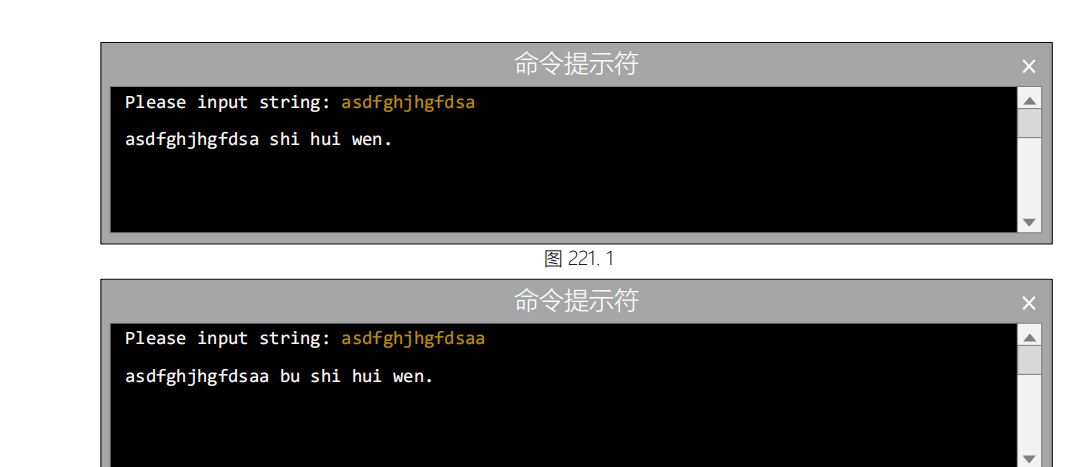 命令提示符
Please input string: asdfghjhgfdsa
asdfghjhgfdsa shi hui wen.
图 221. 1
命令提示符
Please input string: asdfghjhgfdsaa
asdfghjhgfdsaa bu shi hui wen.